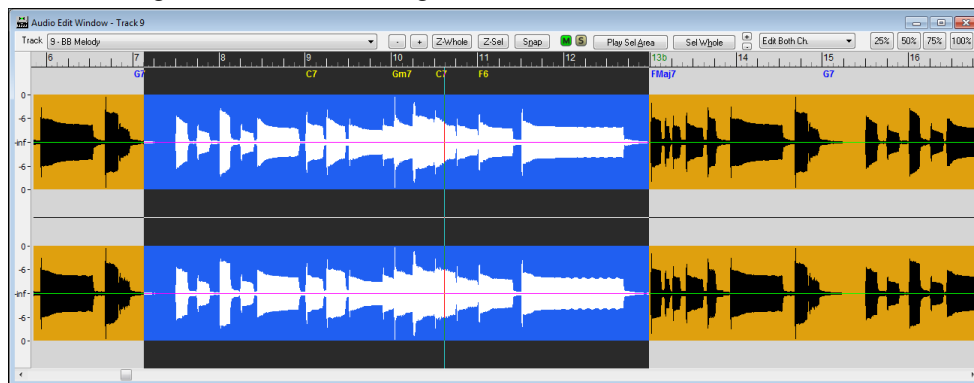 Audio Edit Window - Track 9
Track 9 - BB Melody - + Z-Whole Z-Sel Snap M S Play Sel Area Sel Whole + - Edit Both Ch. 25% 50% 75% 100%
6 7 8 9 10 11 12 13b 14 15 16
G7 C7 Gm7 C7 F6 FMaj7 G7
0-
-6-
-inf-
-6-
0-
0-
-6-
-inf-
-6-
0-